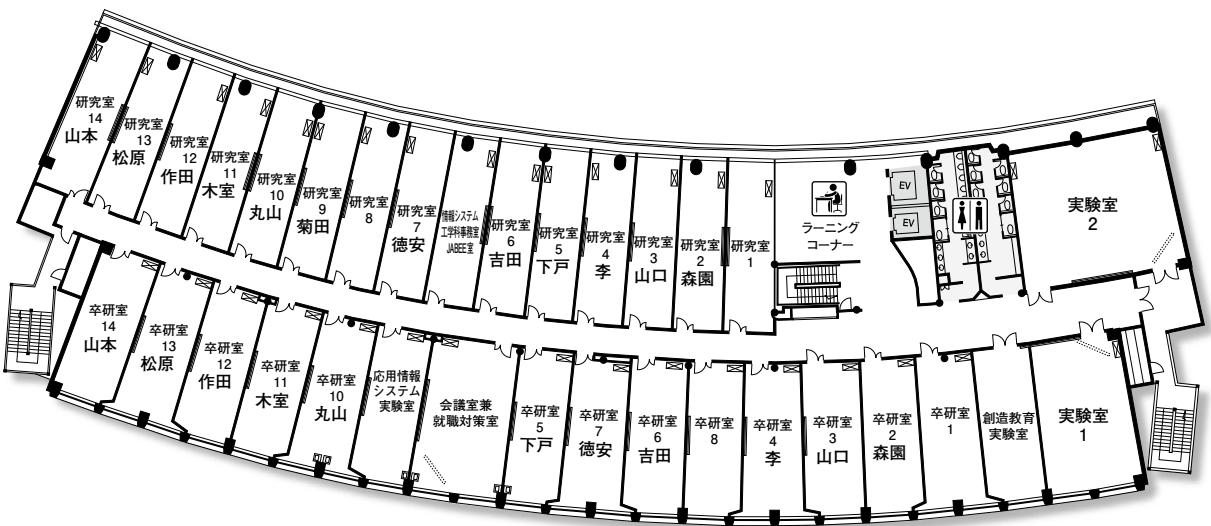 研究室
14
山本
研究室
13
松原
研究室
12
作田
研究室
11
木室
研究室
10
丸山
研究室
9
菊田
研究室
8
研究室
7
徳安
情報システム
工学科事務室
JABEE室
研究室
6
吉田
研究室
5
下戸
研究室
4
李
研究室
3
山口
研究室
2
森園
研究室
1
ラーニング
コーナー
EV
EV
実験室
2
卒研室
14
山本
卒研室
13
松原
卒研室
12
作田
卒研室
11
木室
卒研室
10
丸山
応用情報
システム
実験室
会議室兼
就職対策室
卒研室
5
下戸
卒研室
7
徳安
卒研室
6
吉田
卒研室
8
卒研室
4
李
卒研室
3
山口
卒研室
2
森園
卒研室
1
創造教育
実験室
実験室
1